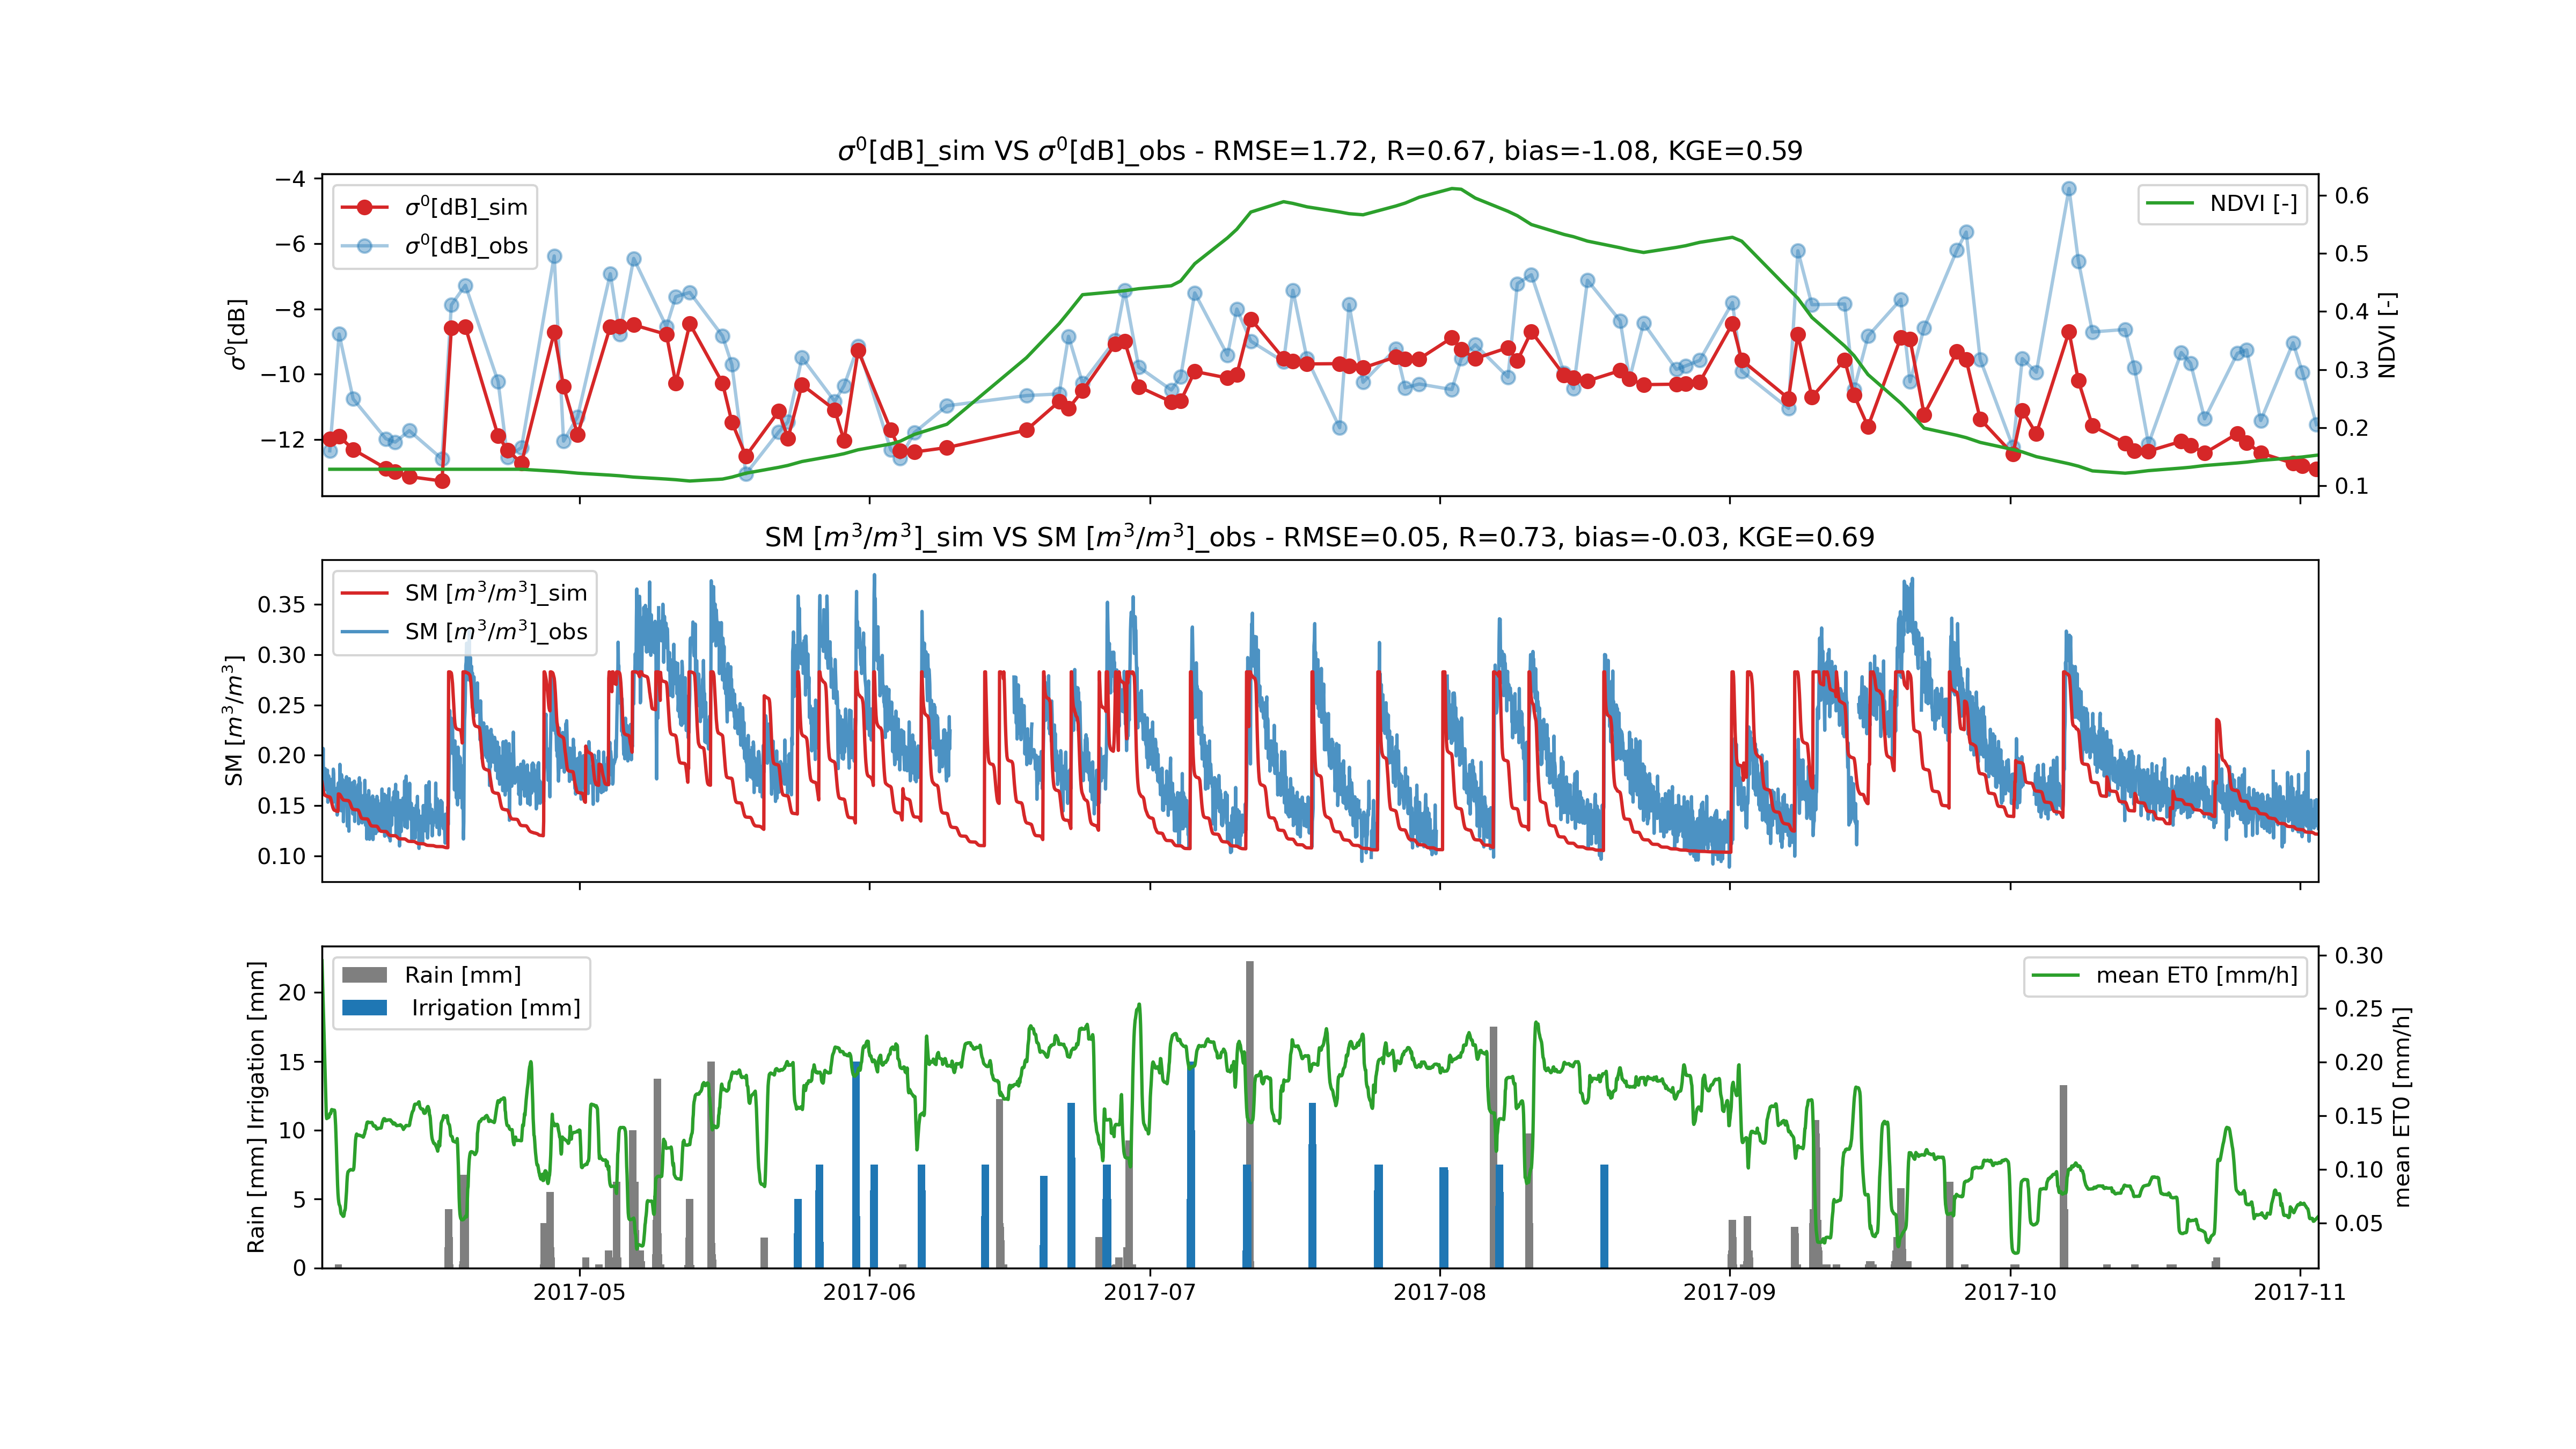 σ⁰[dB]_sim VS σ⁰[dB]_obs - RMSE=1.72, R=0.67, bias=-1.08, KGE=0.59
σ⁰[dB]
−4
−6
−8
−10
−12
σ⁰[dB]_sim
σ⁰[dB]_obs
NDVI [-]
0.6
0.5
0.4
0.3
0.2
0.1
NDVI [-]
SM [m³/m³]_sim VS SM [m³/m³]_obs - RMSE=0.05, R=0.73, bias=-0.03, KGE=0.69
SM [m³/m³]
0.35
0.30
0.25
0.20
0.15
0.10
SM [m³/m³]_sim
SM [m³/m³]_obs
Rain [mm] Irrigation [mm]
20
15
10
5
0
Rain [mm]
Irrigation [mm]
mean ET0 [mm/h]
0.30
0.25
0.20
0.15
0.10
0.05
mean ET0 [mm/h]
2017-05 2017-06 2017-07 2017-08 2017-09 2017-10 2017-11